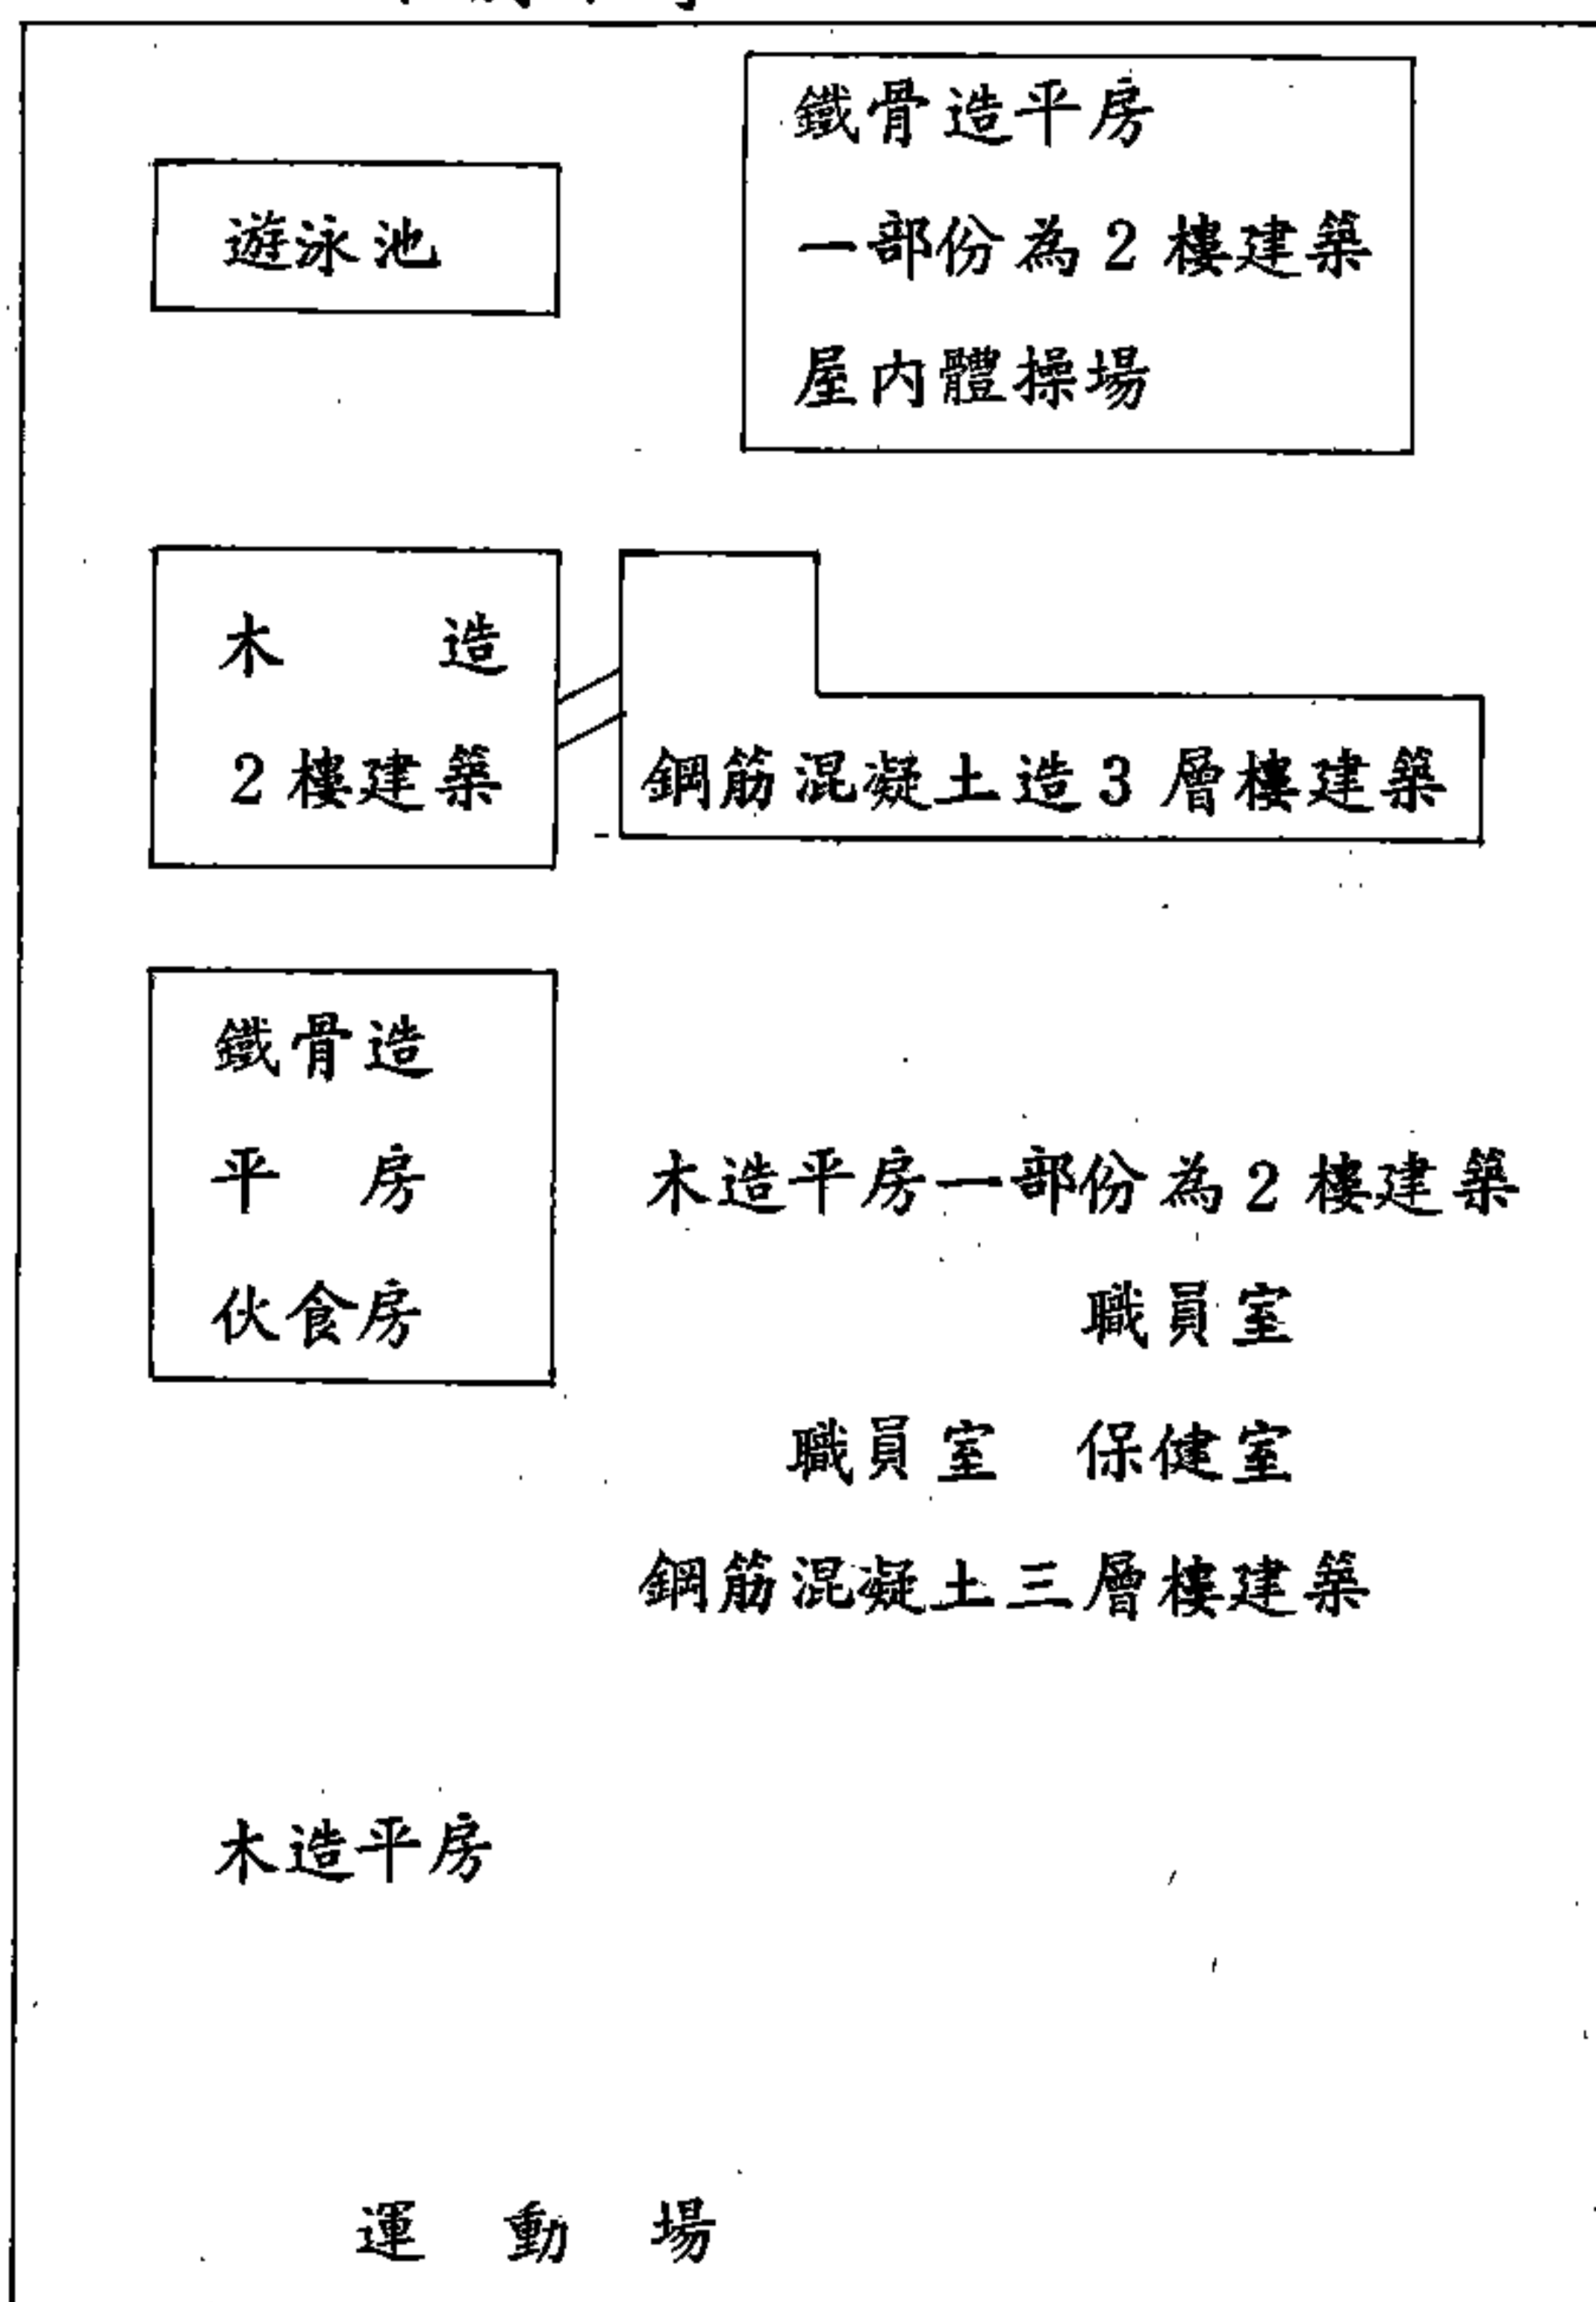 鐵骨造平房
游泳池
一部份為2樓建築
屋內體操場
木 造
2樓建築
鋼筋混凝土造3層樓建築
鐵骨造
平 房
伙食房
木造平房一部份為2樓建築
職員室
職員室 保健室
鋼筋混凝土三層樓建築
木造平房
運 動 場